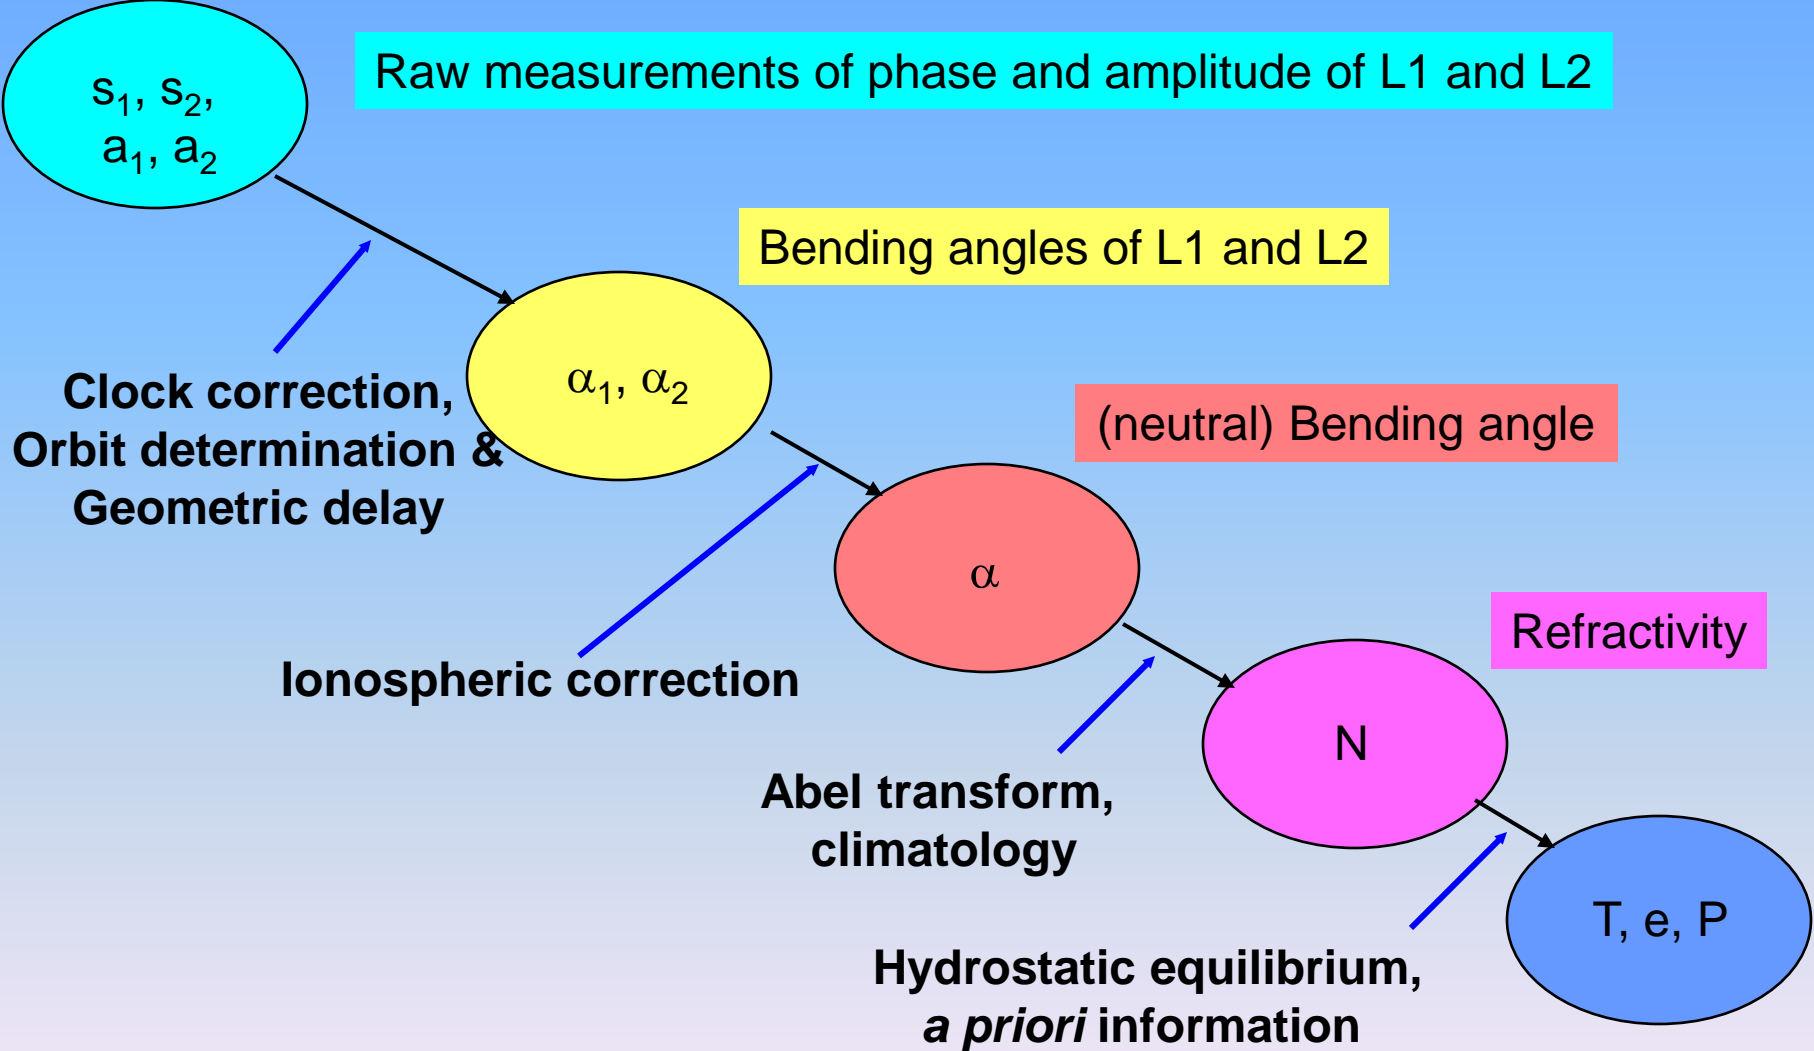 s₁, s₂,
a₁, a₂
Raw measurements of phase and amplitude of L1 and L2
Bending angles of L1 and L2
Clock correction,
Orbit determination &
Geometric delay
α₁, α₂
(neutral) Bending angle
α
Ionospheric correction
Refractivity
N
Abel transform,
climatology
T, e, P
Hydrostatic equilibrium,
a priori information